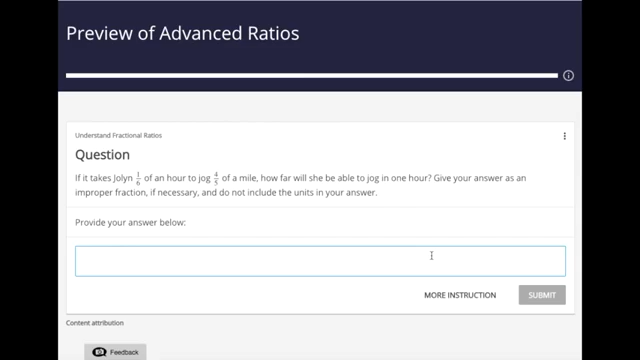 Preview of Advanced Ratios
Understand Fractional Ratios
Question
If it takes Jolyn 1/6 of an hour to jog 4/5 of a mile, how far will she be able to jog in one hour? Give your answer as an
improper fraction, if necessary, and do not include the units in your answer.
Provide your answer below:
MORE INSTRUCTION
SUBMIT
Content attribution
Feedback